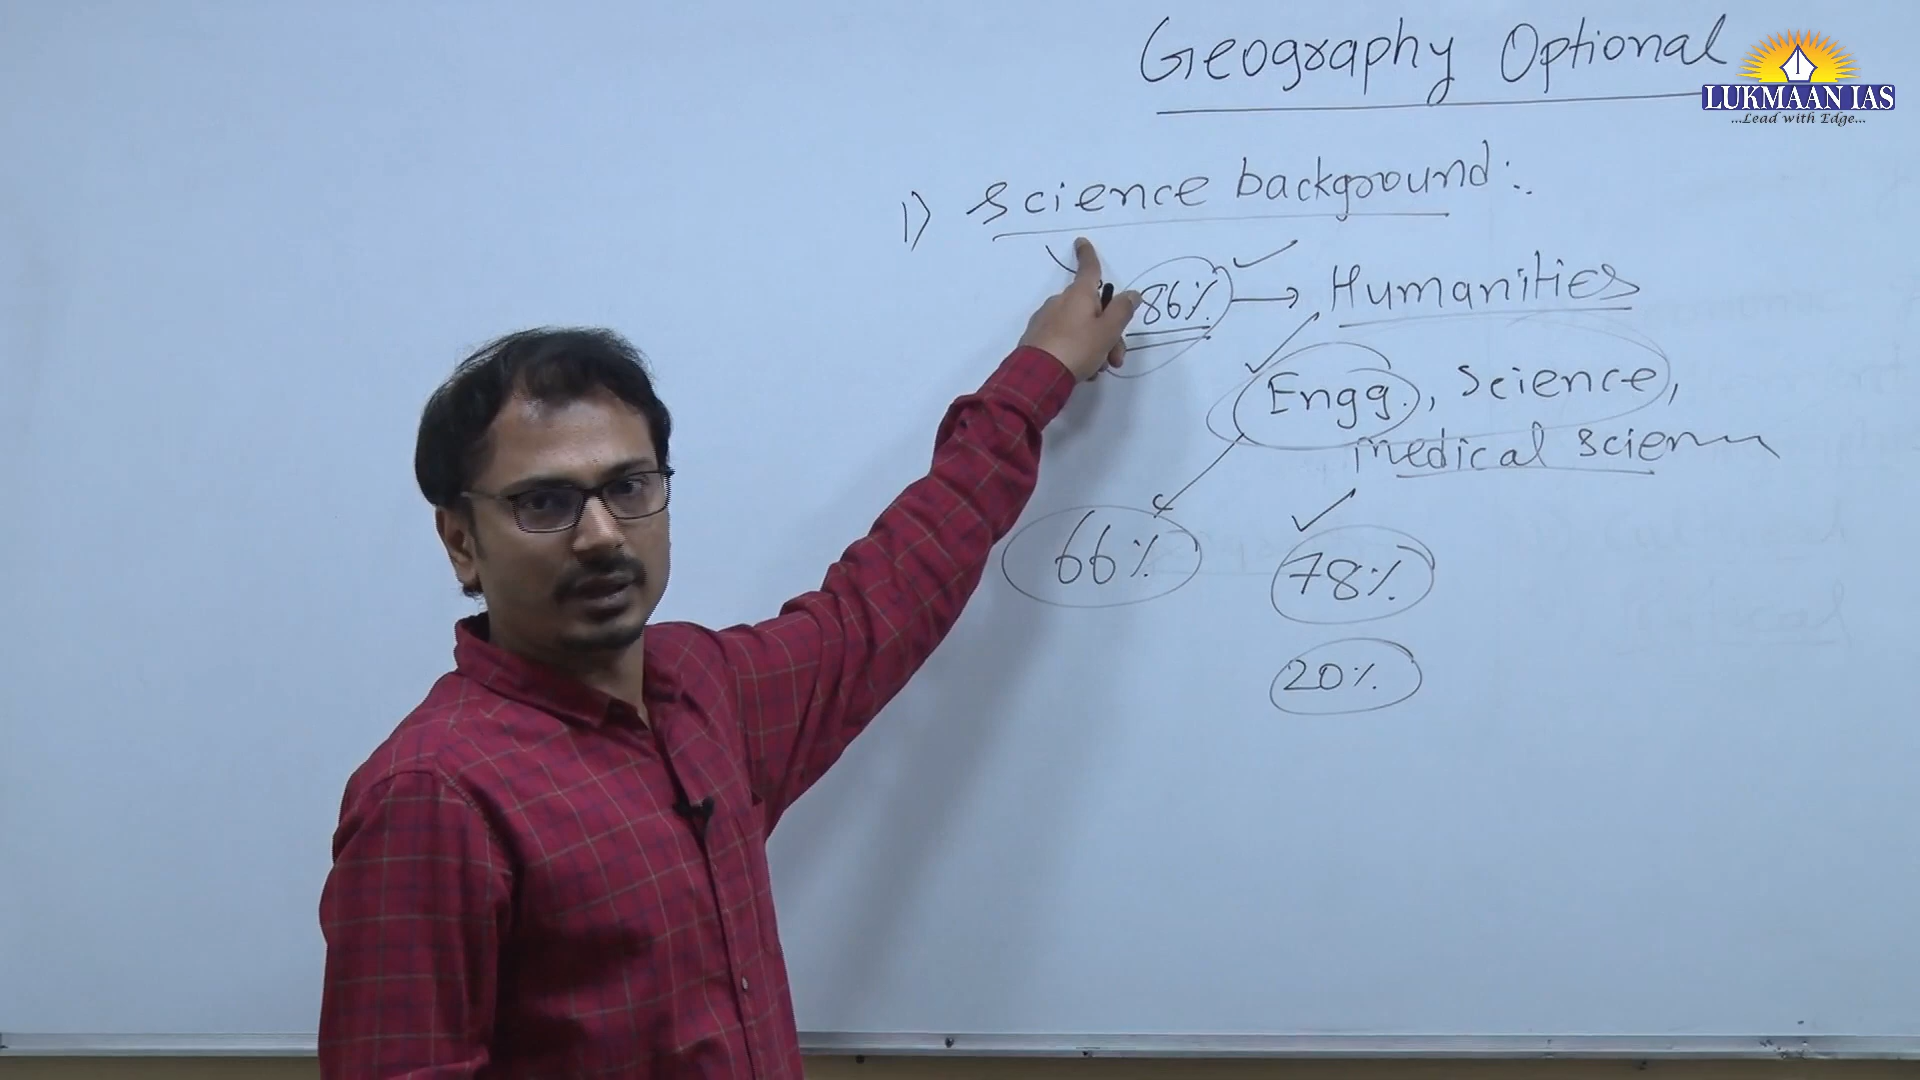 Geography Optional
LUKMAAN IAS
...Lead with Edge...
1) Science background :-
86% → Humanities
Engg., Science,
medical scien
66% 78%
20%